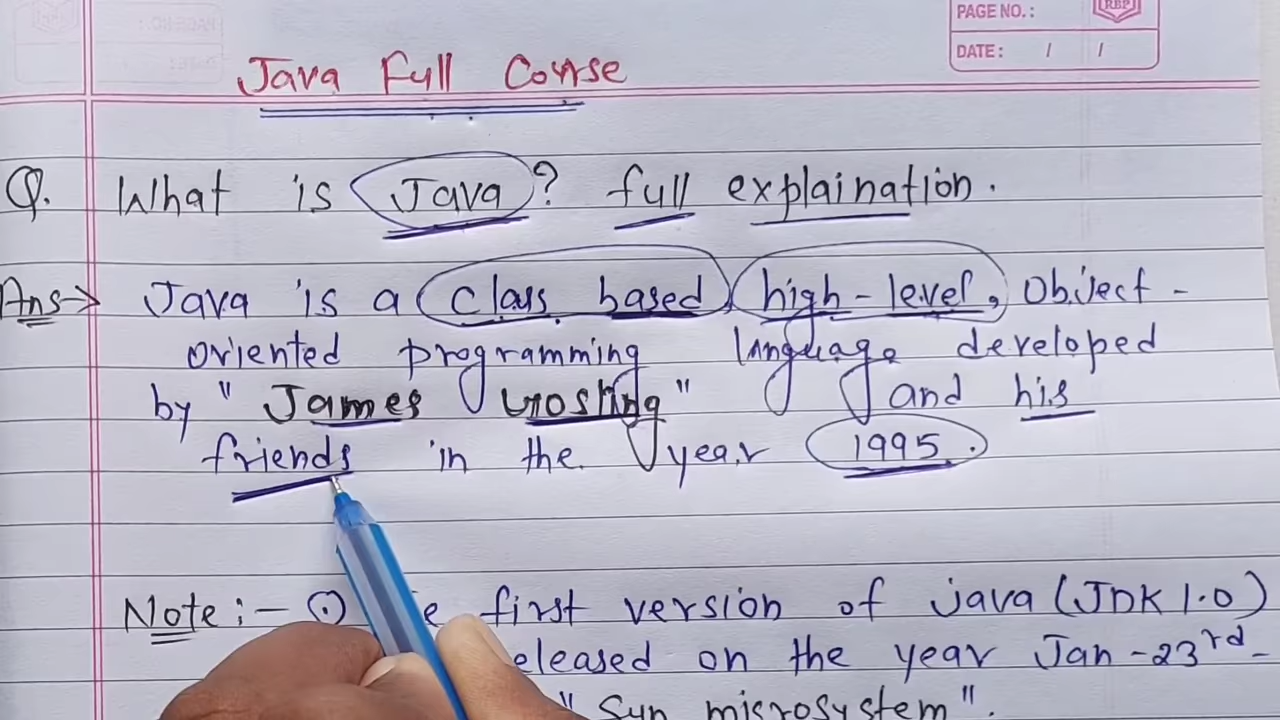 PAGE NO.:
RBP
DATE: / /
Java Full Course
Q. What is Java? full explaination.
Ans→ Java is a class based, high-level, Object-
oriented programming language developed
by "James Gosling" and his
friends in the year 1995.
Note:- ① first version of java (JDK 1.0)
eleased on the year Jan-23rd-
" Sun microsystem".